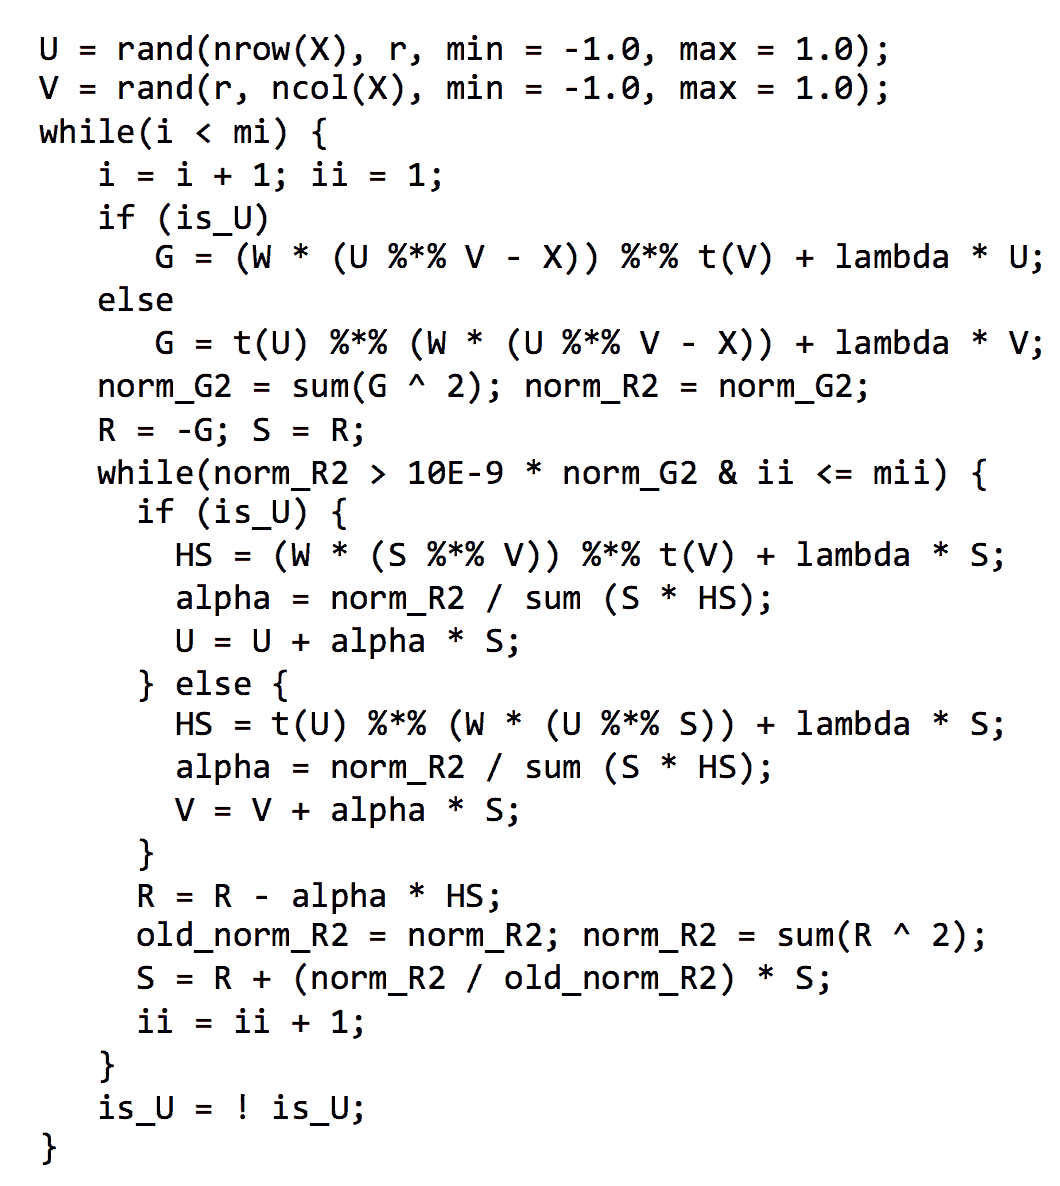 U = rand(nrow(X), r, min = -1.0, max = 1.0);
V = rand(r, ncol(X), min = -1.0, max = 1.0);
while(i < mi) {
   i = i + 1; ii = 1;
   if (is_U)
      G = (W * (U %*% V - X)) %*% t(V) + lambda * U;
   else
      G = t(U) %*% (W * (U %*% V - X)) + lambda * V;
   norm_G2 = sum(G ^ 2); norm_R2 = norm_G2;
   R = -G; S = R;
   while(norm_R2 > 10E-9 * norm_G2 & ii <= mii) {
     if (is_U) {
       HS = (W * (S %*% V)) %*% t(V) + lambda * S;
       alpha = norm_R2 / sum (S * HS);
       U = U + alpha * S;
     } else {
       HS = t(U) %*% (W * (U %*% S)) + lambda * S;
       alpha = norm_R2 / sum (S * HS);
       V = V + alpha * S;
     }
     R = R - alpha * HS;
     old_norm_R2 = norm_R2; norm_R2 = sum(R ^ 2);
     S = R + (norm_R2 / old_norm_R2) * S;
     ii = ii + 1;
   }
   is_U = ! is_U;
}